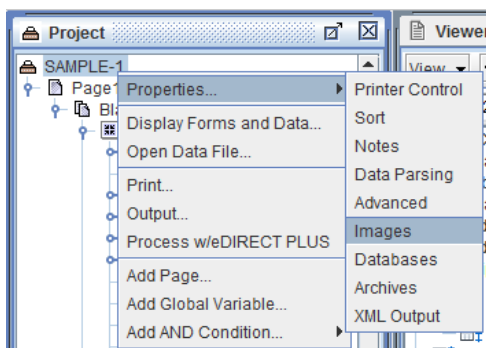 Project
Viewer
SAMPLE-1
View
Page1
Properties...
Display Forms and Data...
Open Data File...
Print...
Output...
Process w/eDIRECT PLUS
Add Page...
Add Global Variable...
Add AND Condition...
Printer Control
Sort
Notes
Data Parsing
Advanced
Images
Databases
Archives
XML Output